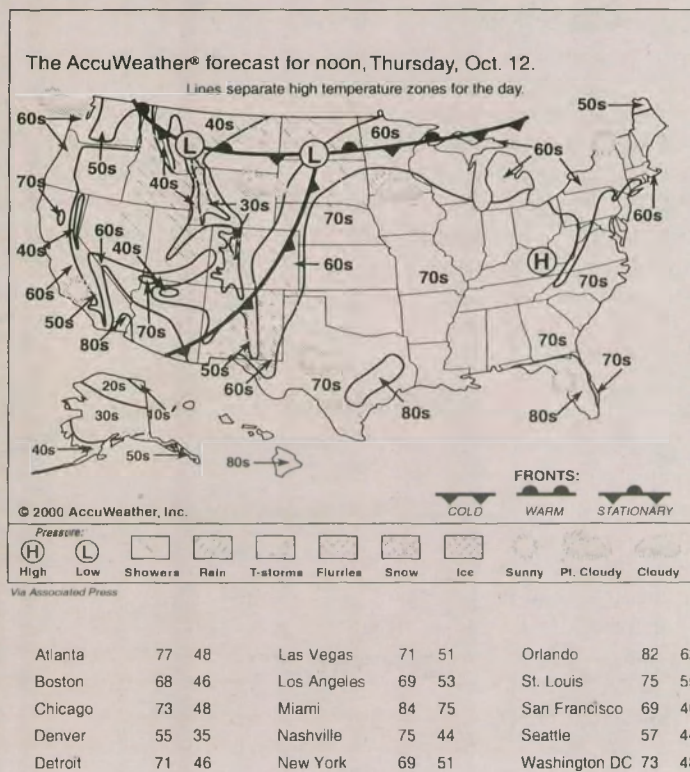 The AccuWeather® forecast for noon, Thursday, Oct. 12.
Lines separate high temperature zones for the day.
60s
50s
40s
60s
50s
60s
50s
40s
70s
30s
70s
60s
40s
60s
40s
60s
70s
70s
60s
50s
80s
70s
50s
60s
70s
80s
70s
80s
70s
20s
30s
10s
40s
50s
80s
L
L
H
FRONTS:
© 2000 AccuWeather, Inc.
COLD WARM STATIONARY
Pressure:
H L
High Low Showers Rain T-storms Flurries Snow Ice Sunny Pt. Cloudy Cloudy
Via Associated Press
Atlanta 77 48 Las Vegas 71 51 Orlando 82
Boston 68 46 Los Angeles 69 53 St. Louis 75
Chicago 73 48 Miami 84 75 San Francisco 69
Denver 55 35 Nashville 75 44 Seattle 57
Detroit 71 46 New York 69 51 Washington DC 73